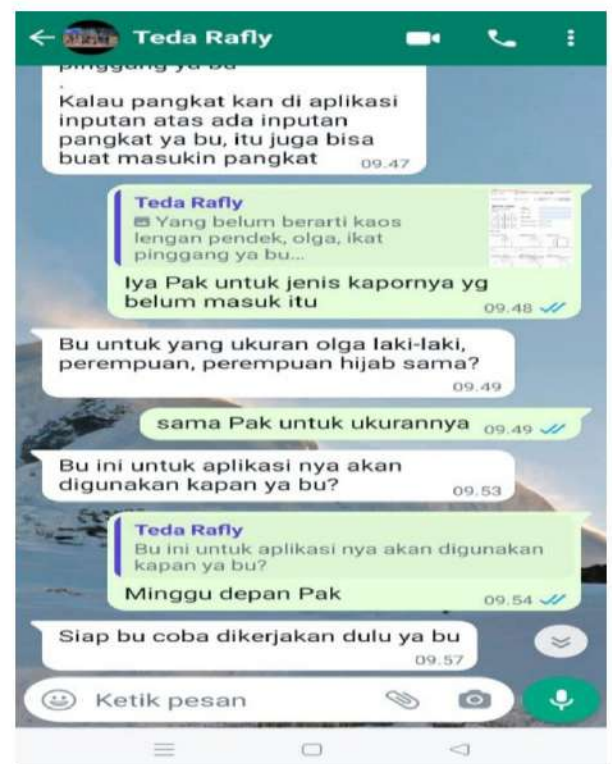 Teda Rafly
pinggang ya bu
.
Kalau pangkat kan di aplikasi
inputan atas ada inputan
pangkat ya bu, itu juga bisa
buat masukin pangkat 09.47
Teda Rafly
Yang belum berarti kaos
lengan pendek, olga, ikat
pinggang ya bu...
Iya Pak untuk jenis kapornya yg
belum masuk itu 09.48
Bu untuk yang ukuran olga laki-laki,
perempuan, perempuan hijab sama?
09.49
sama Pak untuk ukurannya 09.49
Bu ini untuk aplikasi nya akan
digunakan kapan ya bu? 09.53
Teda Rafly
Bu ini untuk aplikasi nya akan digunakan
kapan ya bu?
Minggu depan Pak 09.54
Siap bu coba dikerjakan dulu ya bu
09.57
Ketik pesan